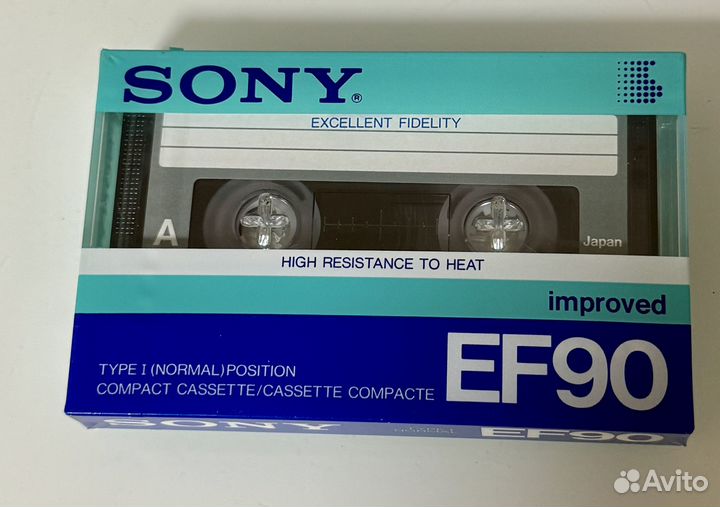 SONY®
EXCELLENT FIDELITY
A
Japan
HIGH RESISTANCE TO HEAT
improved
TYPE I (NORMAL) POSITION
EF90
COMPACT CASSETTE/CASSETTE COMPACTE
SONY
EF90
Avito